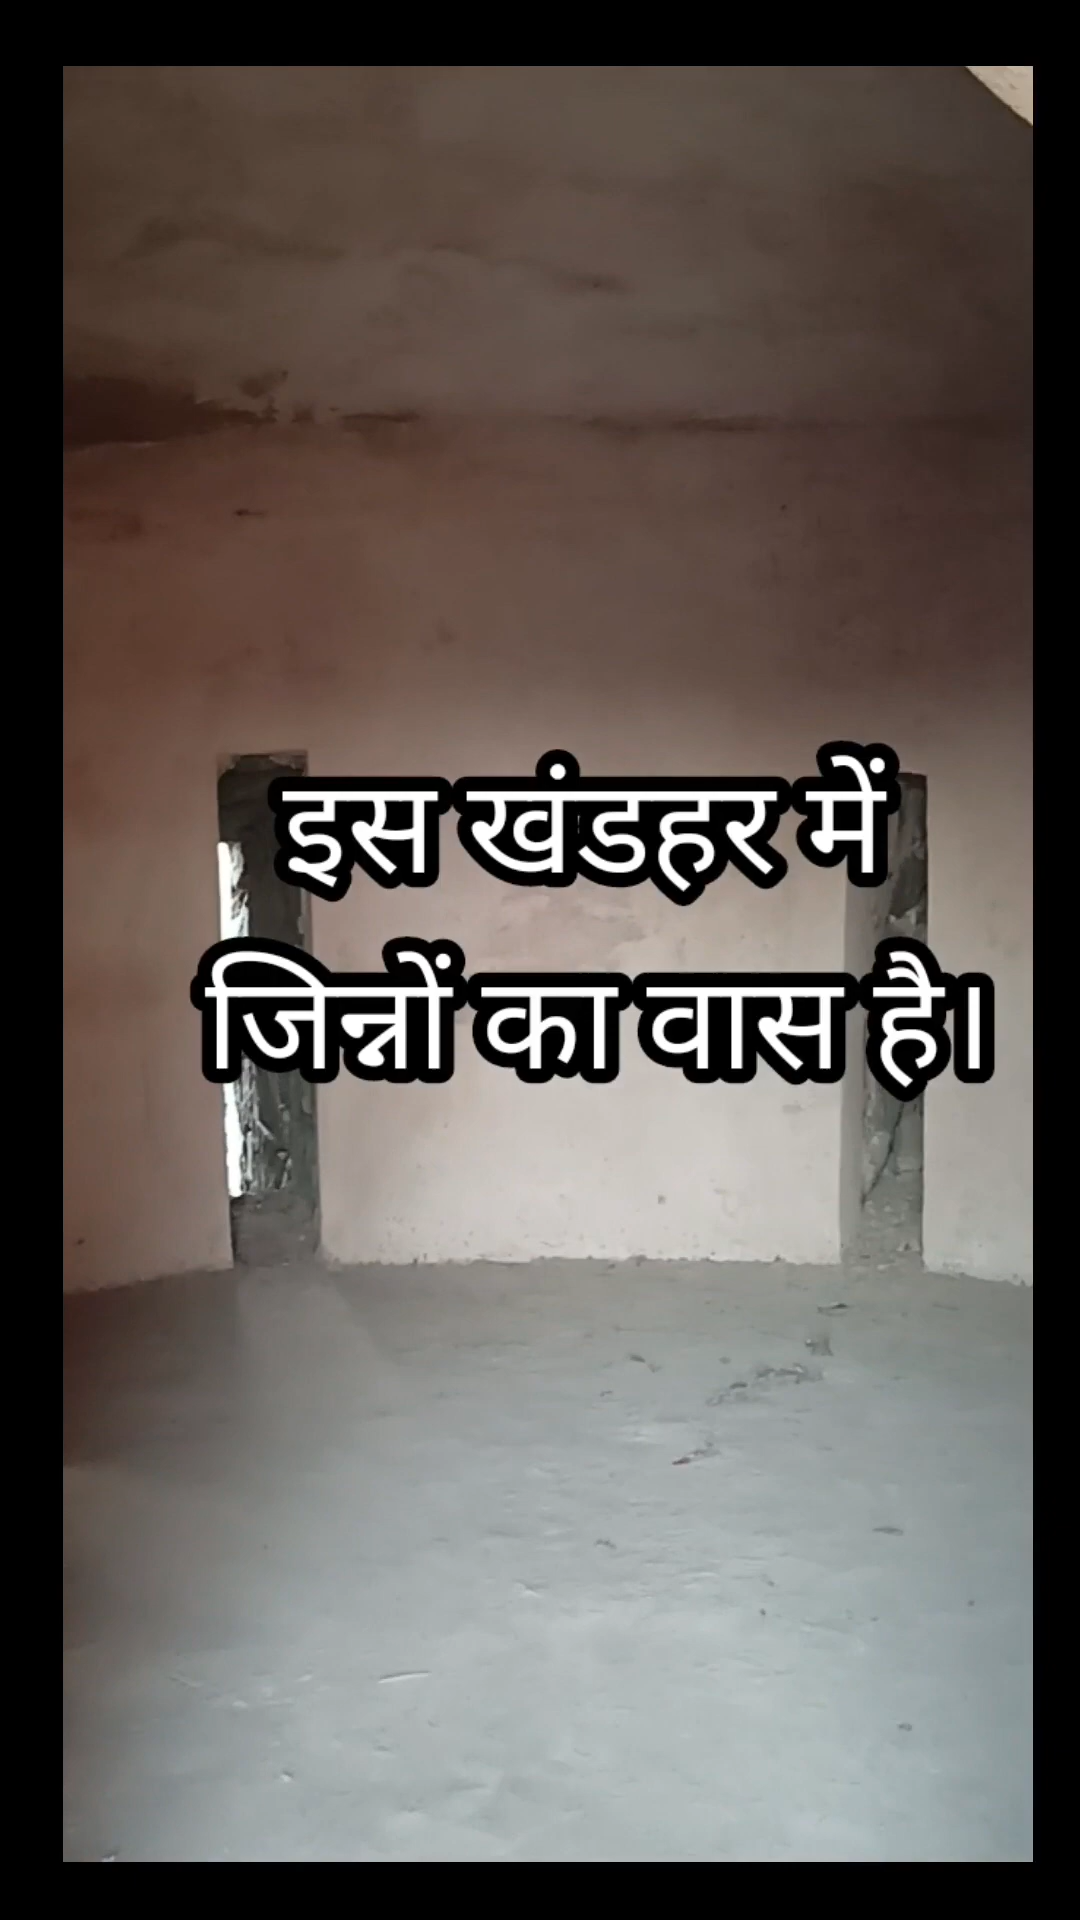 इस खंडहर में
जिन्नों का वास है।